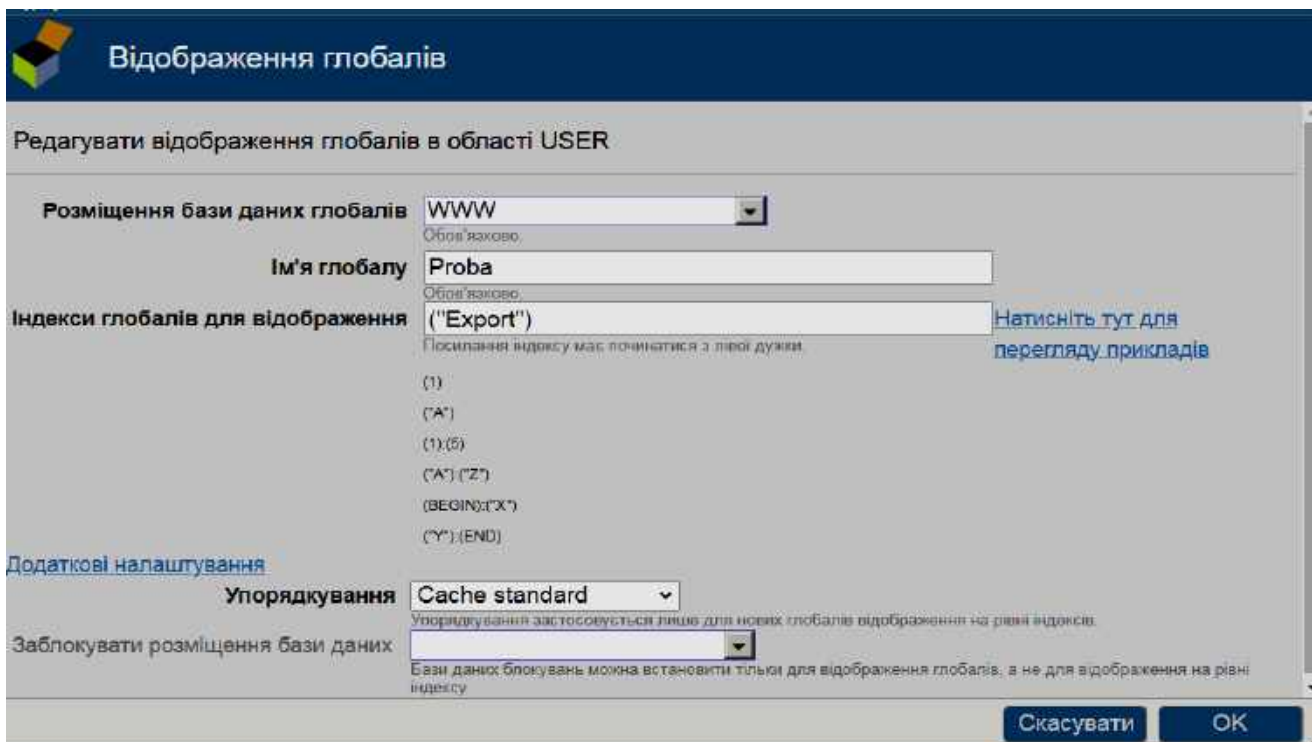 Відображення глобалів
Редагувати відображення глобалів в області USER
Розміщення бази даних глобалів WWW
Обов'язково.
Ім'я глобалу Proba
Обов'язково.
Індекси глобалів для відображення ("Export") Натисніть тут для
Посилання індексу має починатися з лівої дужки. перегляду прикладів
(1)
("A")
(1):(5)
("A"):("Z")
(BEGIN):("X")
("Y"):(END)
Додаткові налаштування
Упорядкування Cache standard
Упорядкування застосовується лише для нових глобалів відображення на рівні індексів.
Заблокувати розміщення бази даних
Бази даних блокувань можна встановити тільки для відображення глобалів, а не для відображення на рівні
індексу
Скасувати OK